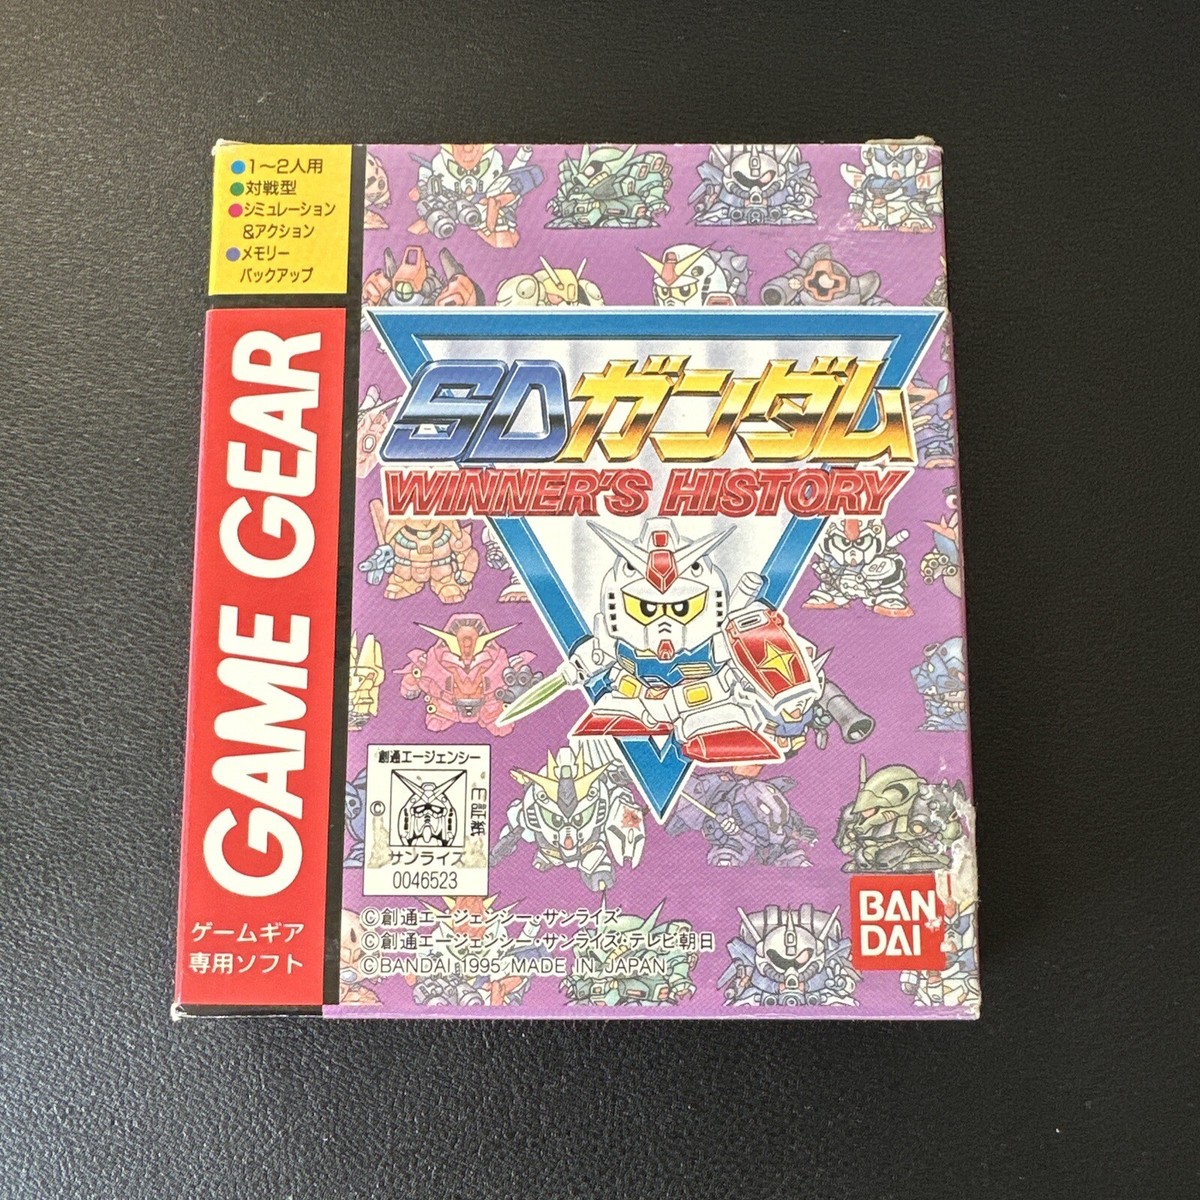 ●1～2人用
●対戦型
●シミュレーション
&アクション
●メモリー
バックアップ
GAME GEAR
ゲームギア
専用ソフト
SDガンダム
WINNER'S HISTORY
創通エージェンシー
©
証紙
サンライズ
0046523
©創通エージェンシー・サンライズ
©創通エージェンシー・サンライズ・テレビ朝日
©BANDAI 1995 MADE IN JAPAN
BAN
DAI